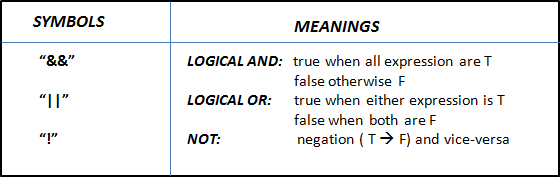 SYMBOLS MEANINGS
“&&” LOGICAL AND: true when all expression are T
false otherwise F
“||” LOGICAL OR: true when either expression is T
false when both are F
“!” NOT: negation ( T → F) and vice-versa